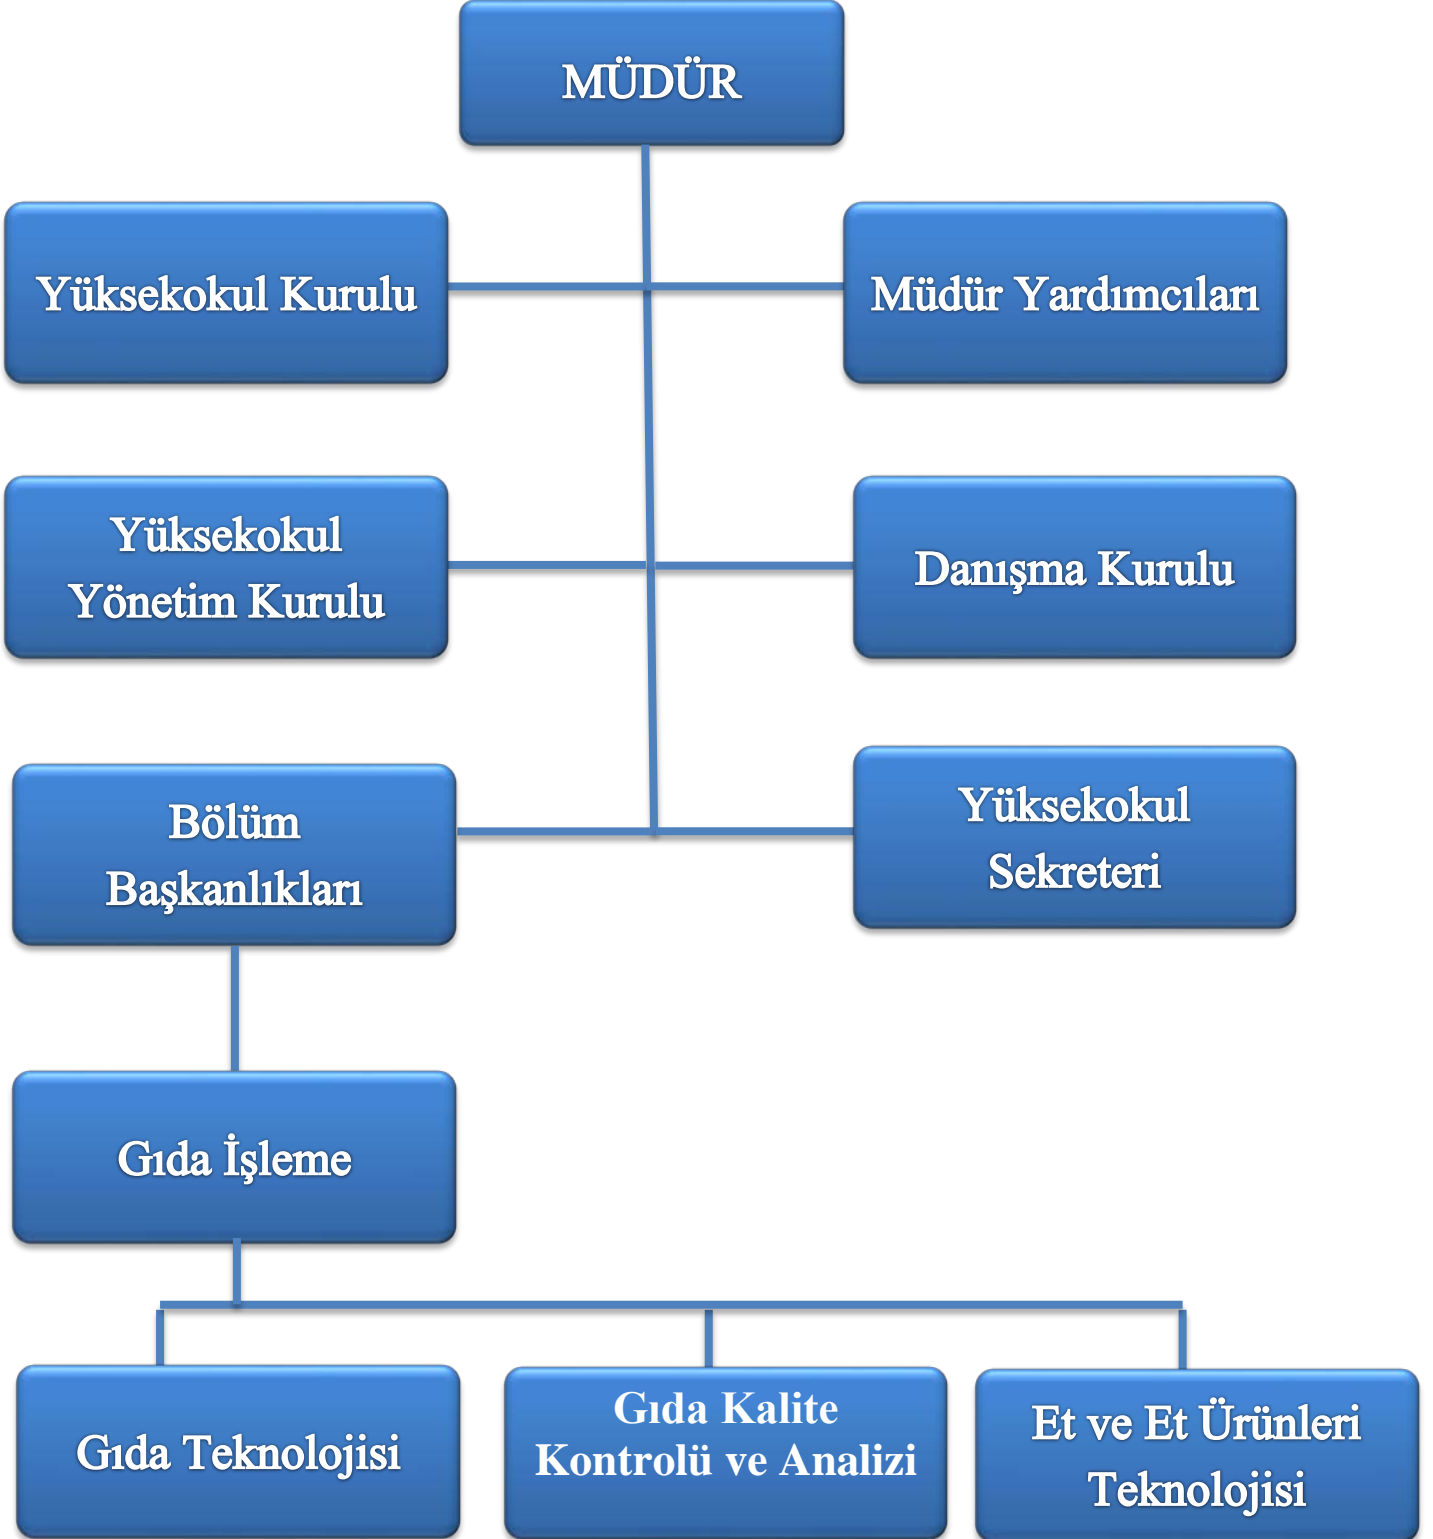 MÜDÜR
Yüksekokul Kurulu
Müdür Yardımcıları
Yüksekokul
Yönetim Kurulu
Danışma Kurulu
Bölüm
Başkanlıkları
Yüksekokul
Sekreteri
Gıda İşleme
Gıda Teknolojisi
Gıda Kalite
Kontrolü ve Analizi
Et ve Et Ürünleri
Teknolojisi